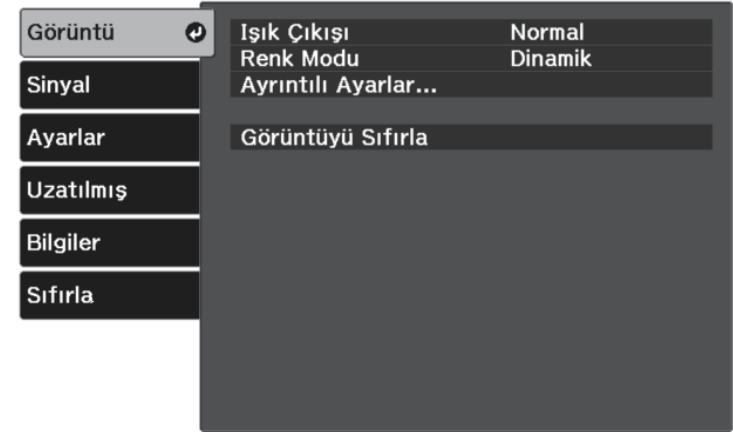 Görüntü
Sinyal
Ayarlar
Uzatılmış
Bilgiler
Sıfırla
Işık Çıkışı Normal
Renk Modu Dinamik
Ayrıntılı Ayarlar...
Görüntüyü Sıfırla